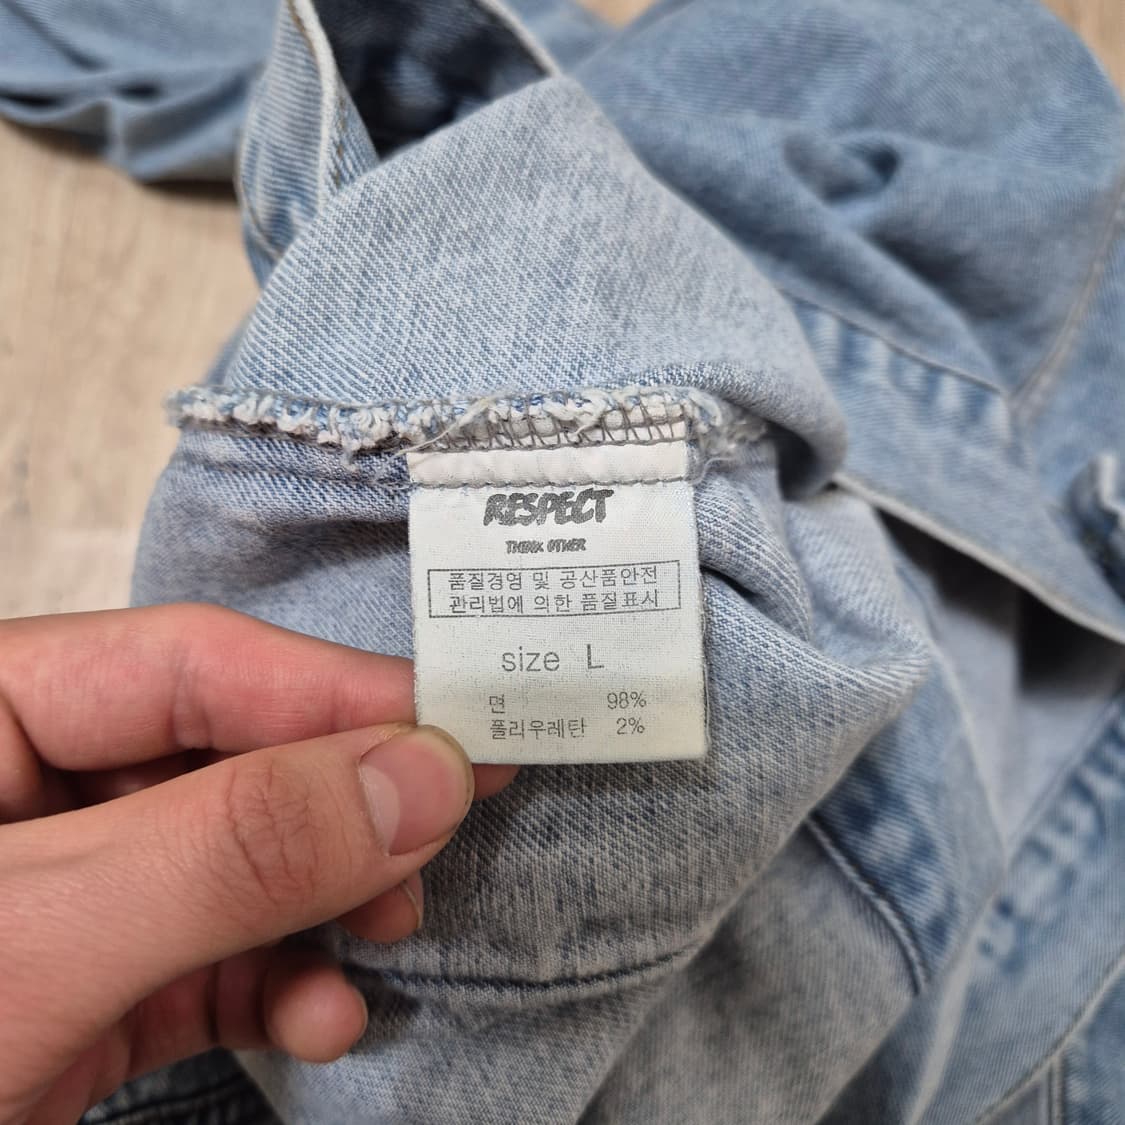 RESPECT
THINK OTHER
품질경영 및 공산품안전
관리법에 의한 품질표시
size L
면 98%
폴리우레탄 2%